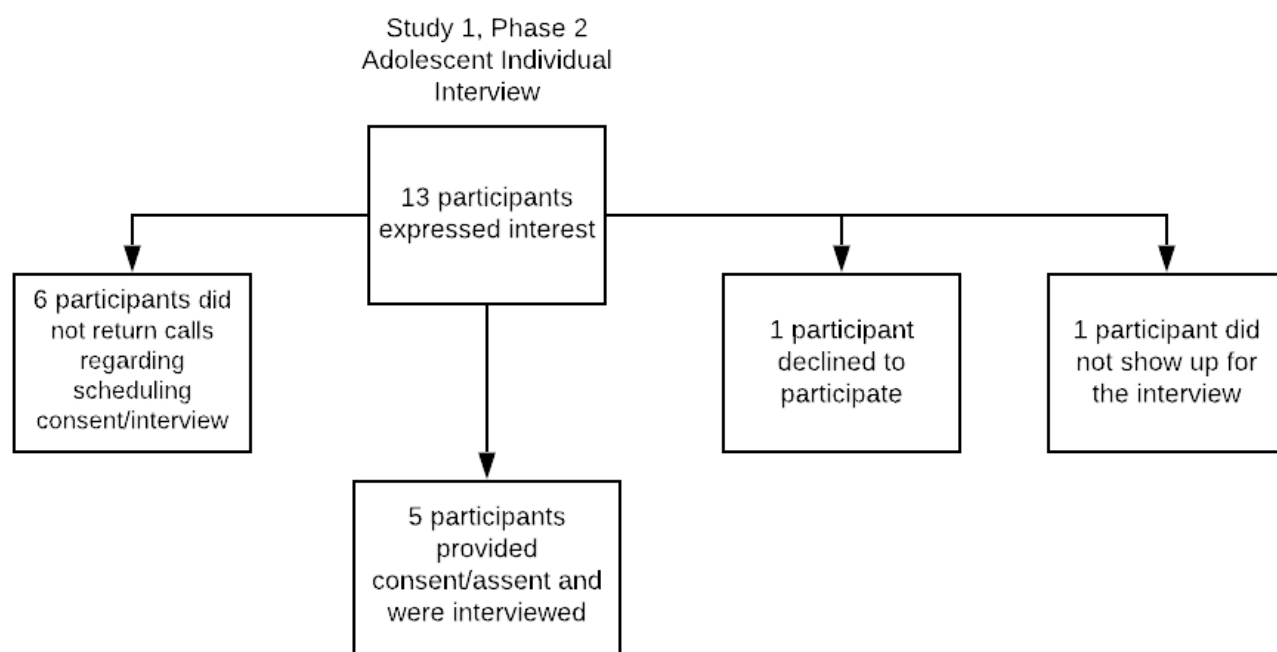 Study 1, Phase 2
Adolescent Individual
Interview
13 participants
expressed interest
6 participants did
not return calls
regarding
scheduling
consent/interview
1 participant
declined to
participate
1 participant did
not show up for
the interview
5 participants
provided
consent/assent and
were interviewed